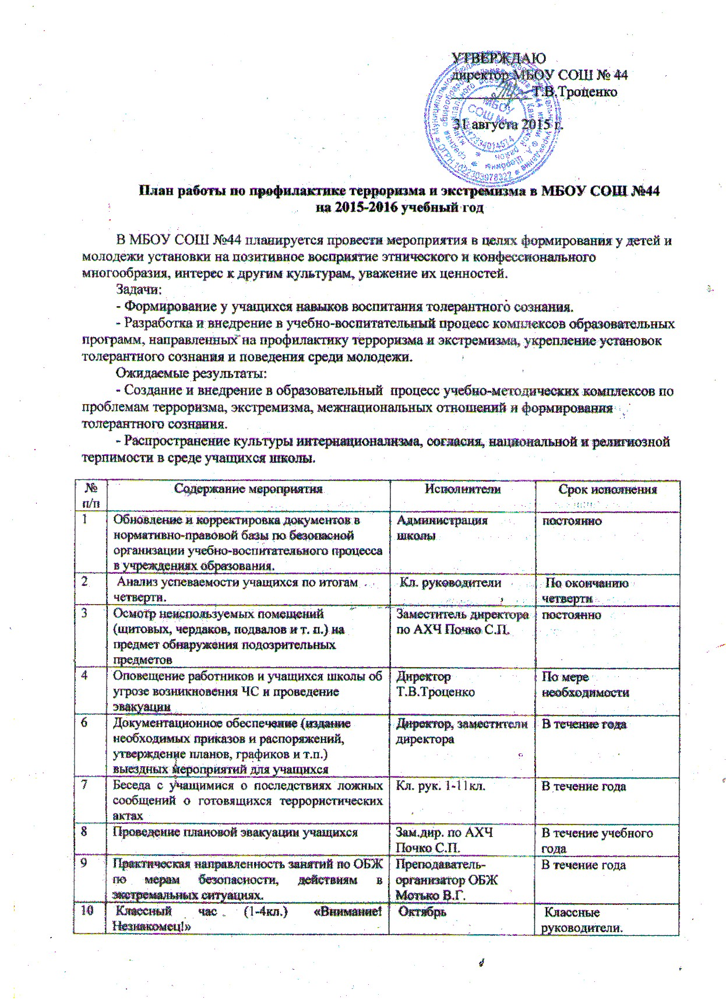 УТВЕРЖДАЮ
директор МБОУ СОШ № 44
Т.В.Троценко
31 августа 2015 г.
МБОУ
СОШ №44
ОГРН 1022303978322
План работы по профилактике терроризма и экстремизма в МБОУ СОШ №44
на 2015-2016 учебный год
В МБОУ СОШ №44 планируется провести мероприятия в целях формирования у детей и
молодежи установки на позитивное восприятие этнического и конфессионального
многообразия, интерес к другим культурам, уважение их ценностей.
Задачи:
- Формирование у учащихся навыков воспитания толерантного сознания.
- Разработка и внедрение в учебно-воспитательный процесс комплексов образовательных
программ, направленных на профилактику терроризма и экстремизма, укрепление установок
толерантного сознания и поведения среди молодежи.
Ожидаемые результаты:
- Создание и внедрение в образовательный процесс учебно-методических комплексов по
проблемам терроризма, экстремизма, межнациональных отношений и формирования
толерантного сознания.
- Распространение культуры интернационализма, согласия, национальной и религиозной
терпимости в среде учащихся школы.
№ п/п Содержание мероприятия Исполнители Срок исполнения
1 Обновление и корректировка документов в Администрация постоянно
нормативно-правовой базы по безопасной школы
организации учебно-воспитательного процесса
в учреждениях образования.
2 Анализ успеваемости учащихся по итогам Кл. руководители По окончанию
четверти. четверти
3 Осмотр неиспользуемых помещений Заместитель директора постоянно
(щитовых, чердаков, подвалов и т. п.) на по АХЧ Почко С.П.
предмет обнаружения подозрительных
предметов
4 Оповещение работников и учащихся школы об Директор По мере
угрозе возникновения ЧС и проведение Т.В.Троценко необходимости
эвакуации
6 Документационное обеспечение (издание Директор, заместители В течение года
необходимых приказов и распоряжений, директора
утверждение планов, графиков и т.п.)
выездных мероприятий для учащихся
7 Беседа с учащимися о последствиях ложных Кл. рук. 1-11кл. В течение года
сообщений о готовящихся террористических
актах
8 Проведение плановой эвакуации учащихся Зам.дир. по АХЧ В течение учебного
Почко С.П. года
9 Практическая направленность занятий по ОБЖ Преподаватель- В течение года
по мерам безопасности, действиям в организатор ОБЖ
экстремальных ситуациях. Мотько В.Г.
10 Классный час (1-4кл.) «Внимание! Октябрь Классные
Незнакомец!» руководители.